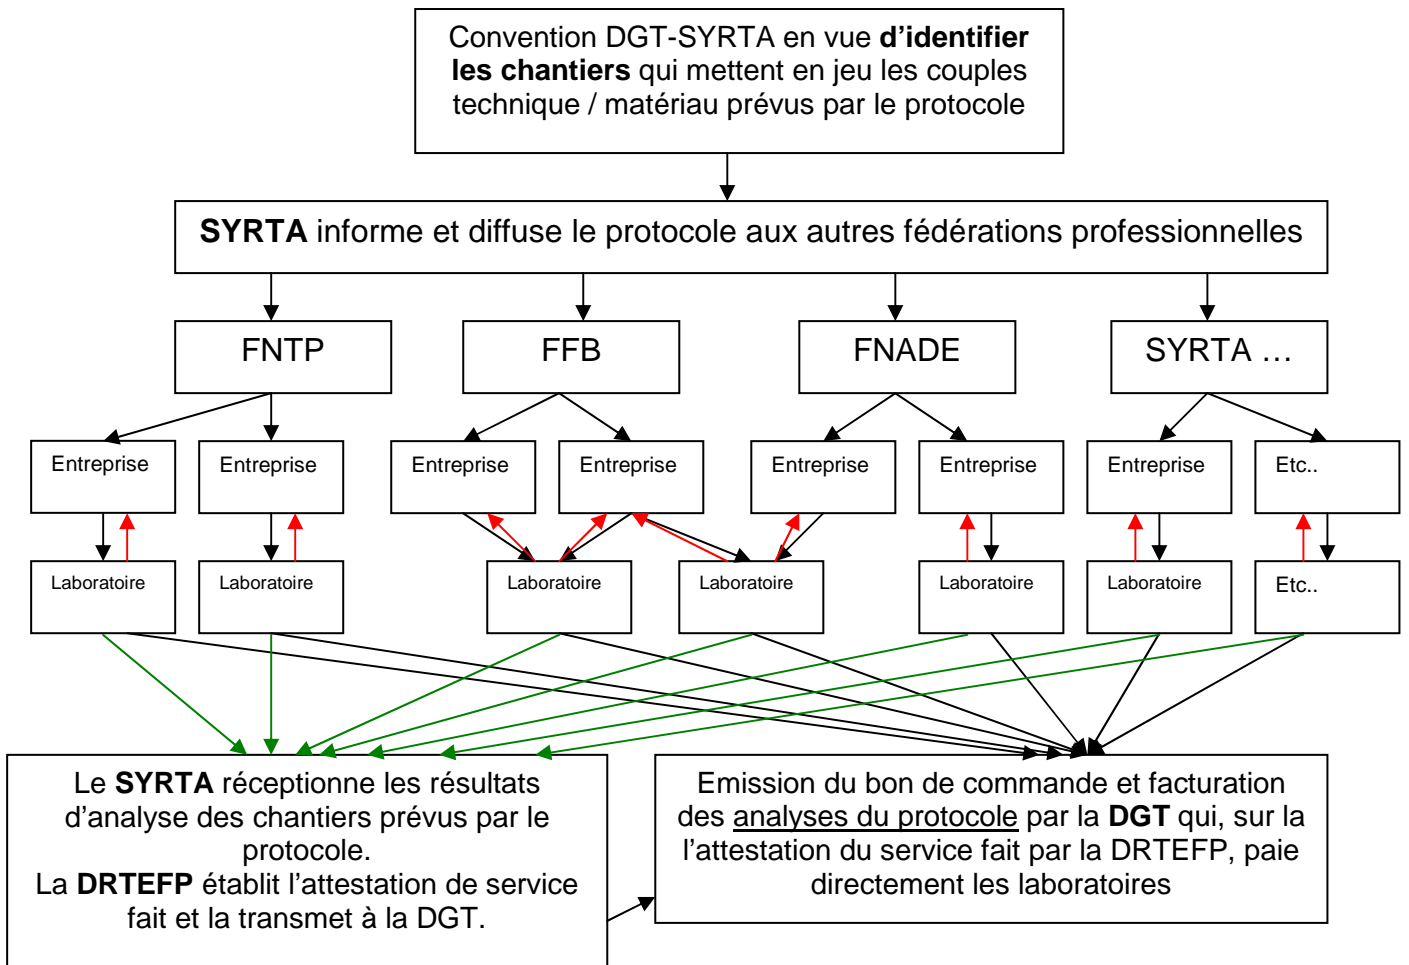 Convention DGT-SYRTA en vue d'identifier
les chantiers qui mettent en jeu les couples
technique / matériau prévus par le protocole
SYRTA informe et diffuse le protocole aux autres fédérations professionnelles
FNTP
FFB
FNADE
SYRTA …
Entreprise
Entreprise
Entreprise
Entreprise
Entreprise
Entreprise
Entreprise
Etc..
Laboratoire
Laboratoire
Laboratoire
Laboratoire
Laboratoire
Laboratoire
Etc..
Le SYRTA réceptionne les résultats
d'analyse des chantiers prévus par le
protocole.
La DRTEFP établit l'attestation de service
fait et la transmet à la DGT.
Emission du bon de commande et facturation
des analyses du protocole par la DGT qui, sur la
l'attestation du service fait par la DRTEFP, paie
directement les laboratoires